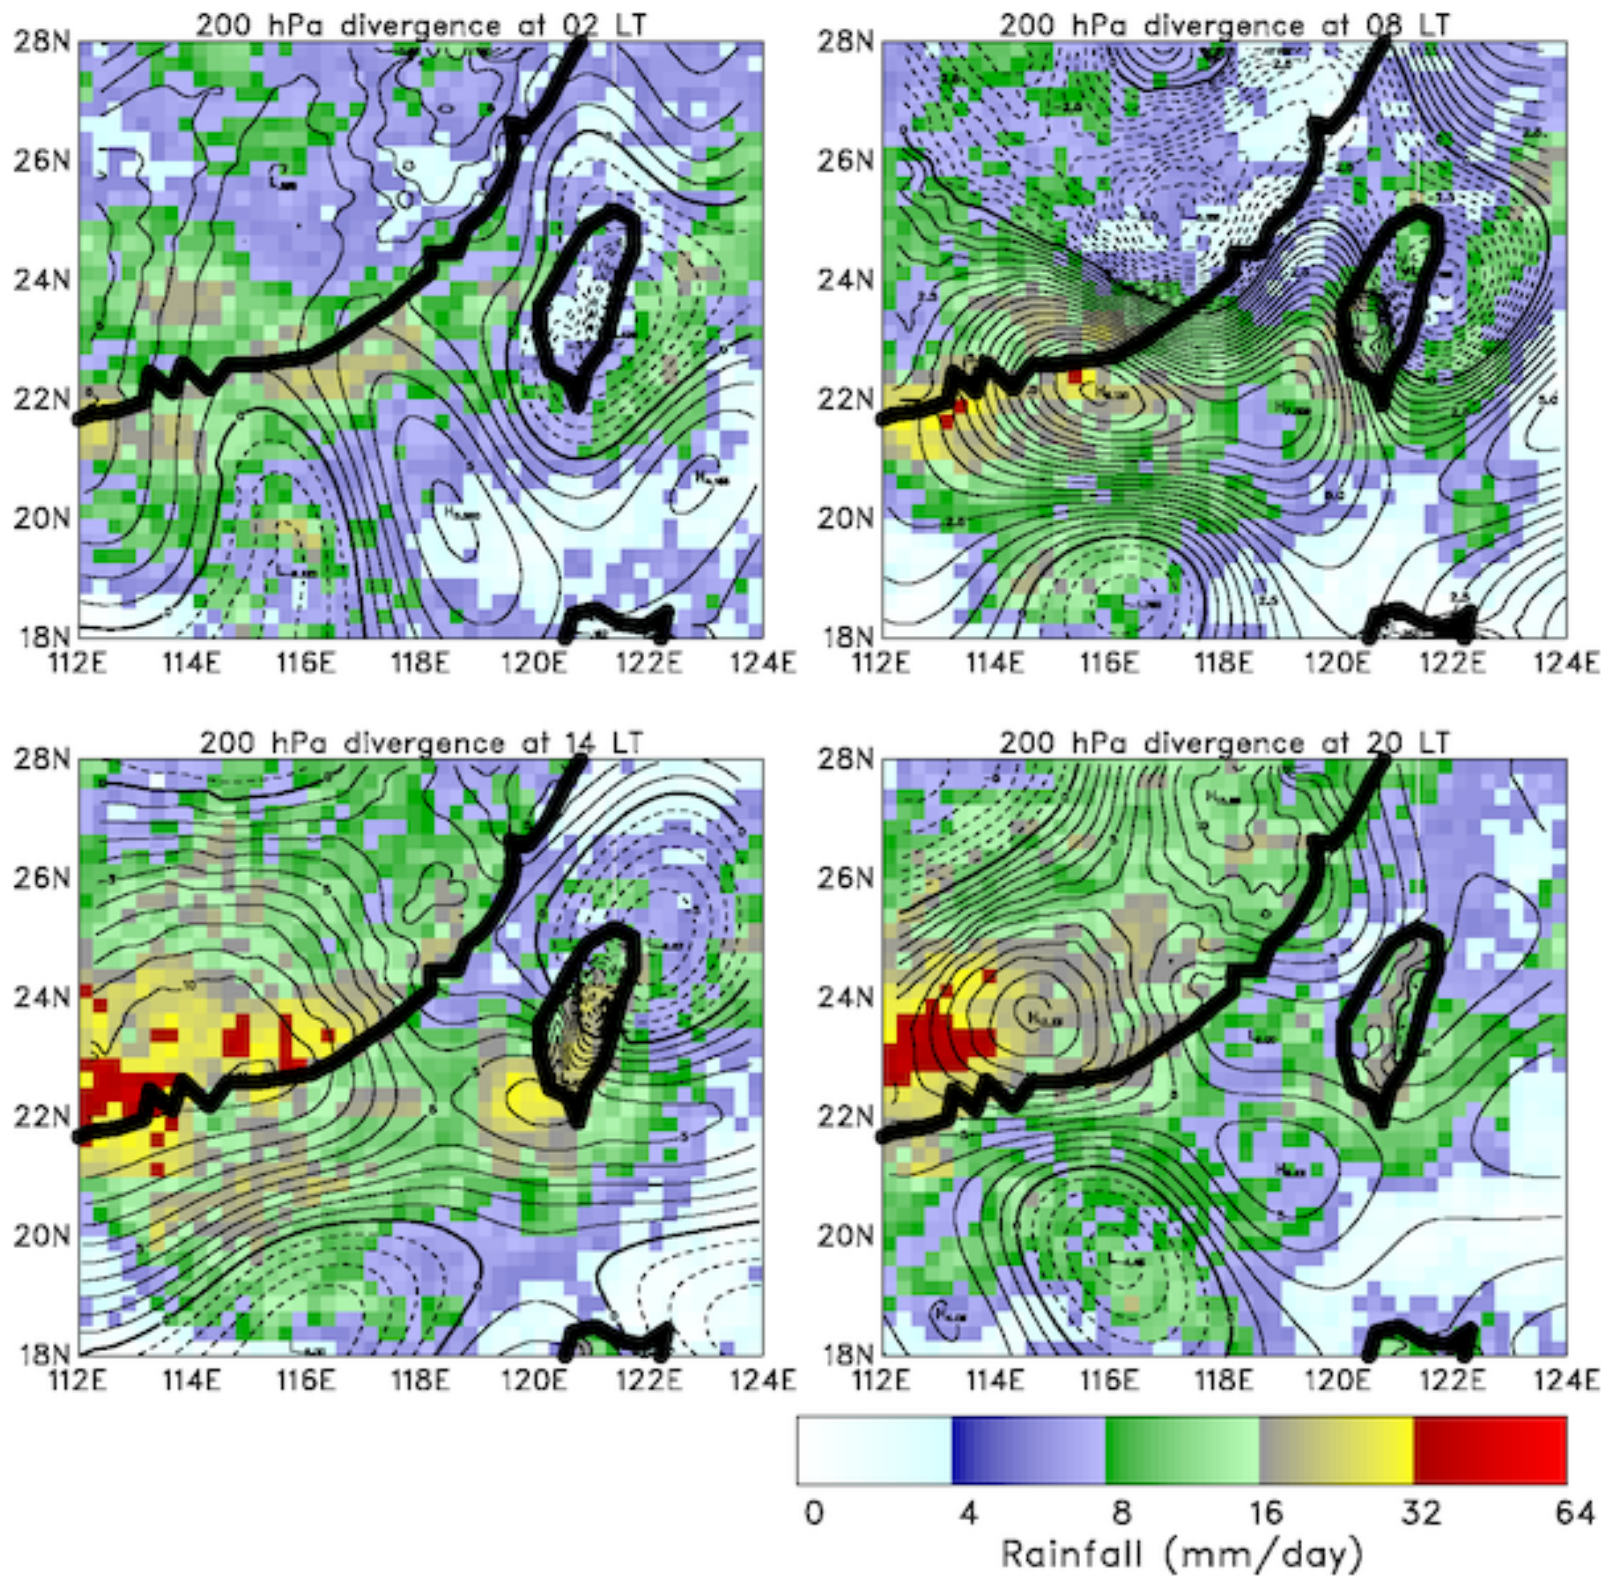 200 hPa divergence at 02 LT
28N
26N
24N
22N
20N
18N
112E 114E 116E 118E 120E 122E 124E
200 hPa divergence at 08 LT
28N
26N
24N
22N
20N
18N
112E 114E 116E 118E 120E 122E 124E
200 hPa divergence at 14 LT
28N
26N
24N
22N
20N
18N
112E 114E 116E 118E 120E 122E 124E
200 hPa divergence at 20 LT
28N
26N
24N
22N
20N
18N
112E 114E 116E 118E 120E 122E 124E
0 4 8 16 32 64
Rainfall (mm/day)